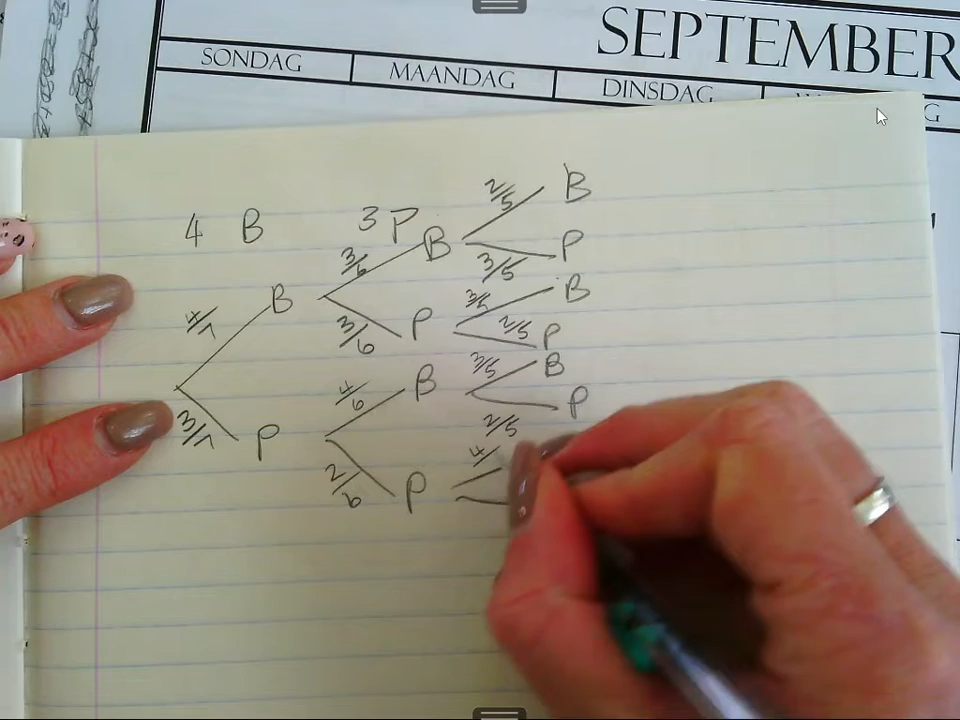 SEPTEMBER
SONDAG MAANDAG DINSDAG
4 B 3 P
2/5 B
B
3/6 3/5 P
B 3/5 B
4/7 3/6 P 2/5 P
3/5 B
4/6 B
P
3/7 P 2/5
4/
2/6 P